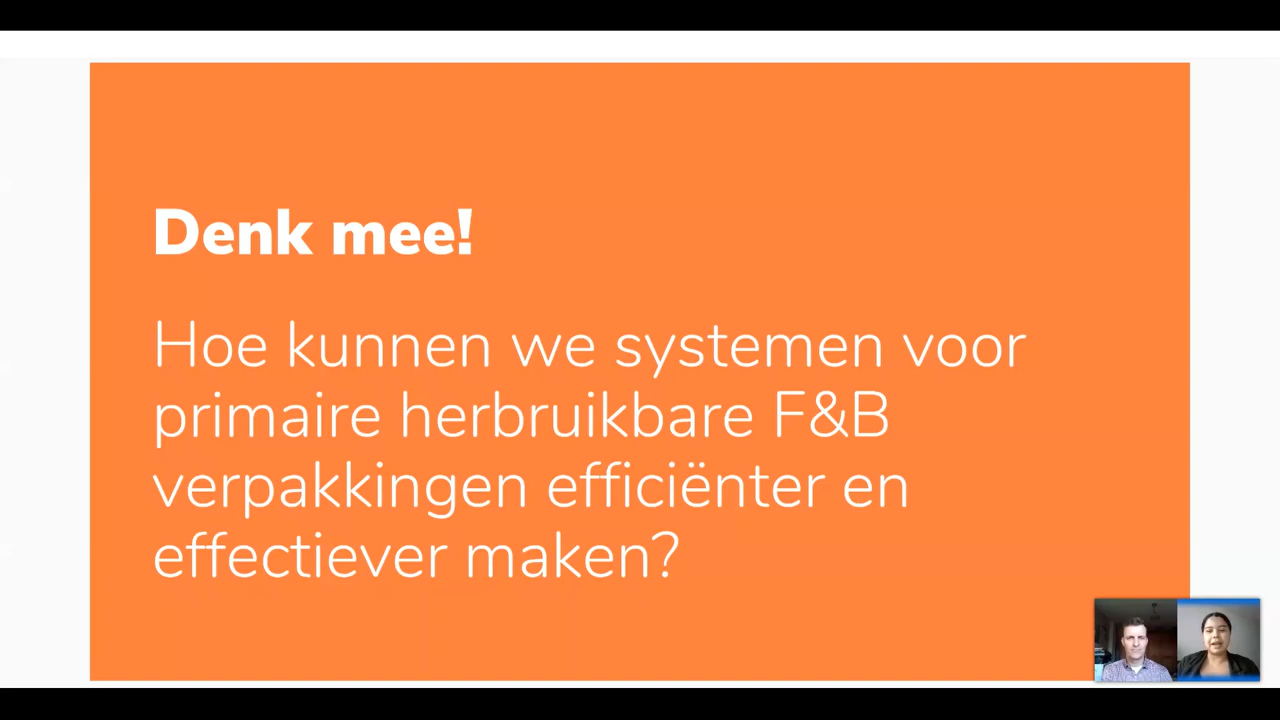 Denk mee!
Hoe kunnen we systemen voor
primaire herbruikbare F&B
verpakkingen efficiënter en
effectiever maken?